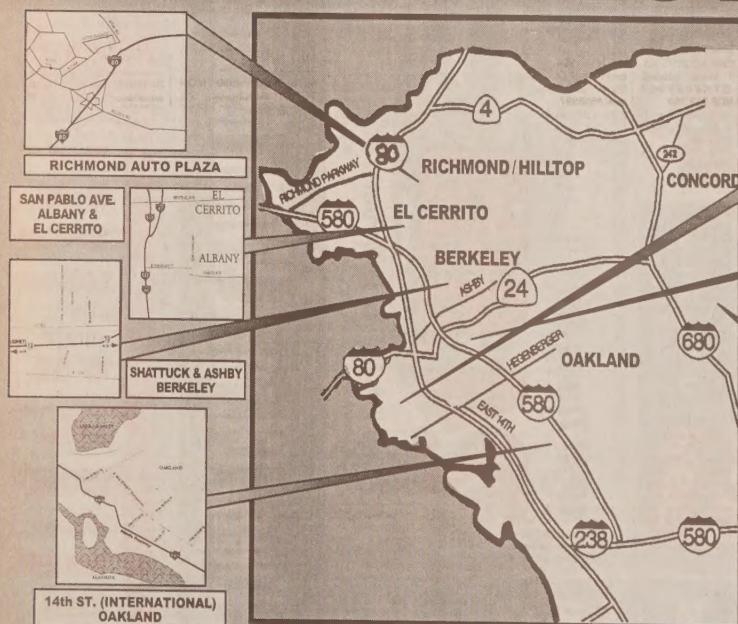 80
RICHMOND AUTO PLAZA
SAN PABLO AVE.
ALBANY &
EL CERRITO
EL
CERRITO
ALBANY
SHATTUCK & ASHBY
BERKELEY
OAKLAND
ALAMEDA
14th ST. (INTERNATIONAL)
OAKLAND
4
80
242
RICHMOND / HILLTOP
CONCORD
RICHMOND PARKWAY
580
EL CERRITO
BERKELEY
ASHBY
24
680
HEGENBERGER
80
OAKLAND
580
EAST 14TH
238
580